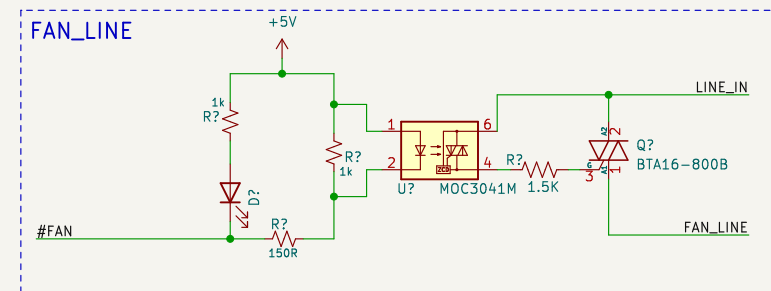 FAN_LINE
+5V
LINE_IN
1k
R?
1
6
A2
2
R?
1k
ZCD
Q?
BTA16-800B
2
4
R?
1.5K
G
3
A1
1
U?
MOC3041M
D?
#FAN
R?
150R
FAN_LINE